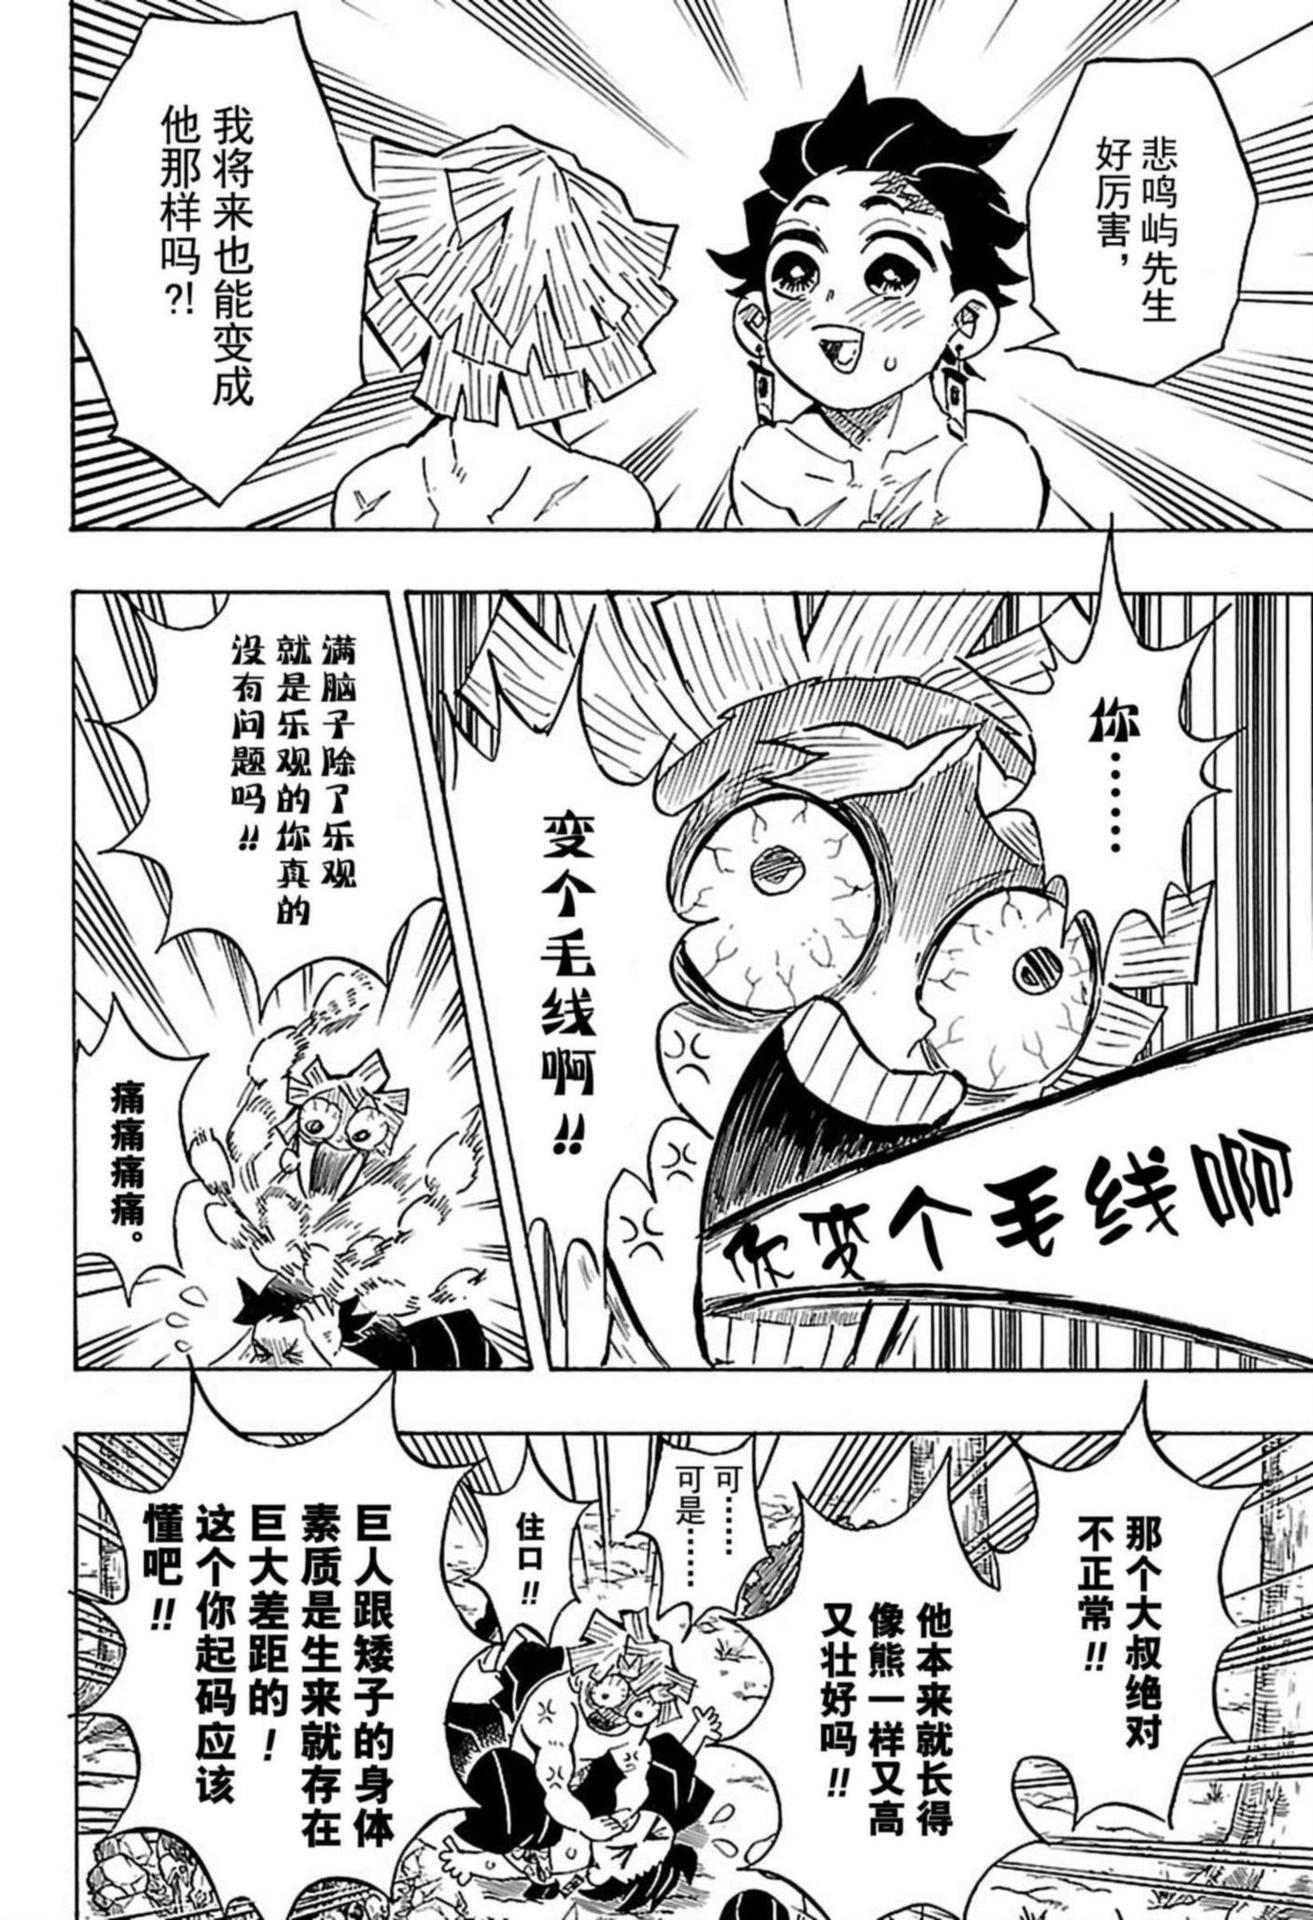 悲鸣屿先生
好厉害，
我将来也能变成
他那样吗?!
你……
变个毛线啊!!
你变个毛线啊
满脑子除了乐观
就是乐观的你真的
没有问题吗!!
痛痛痛痛。
那个大叔绝对
不正常!!
他本来就长得
像熊一样又高
又壮好吗!!
可……
可是……
住口!!
巨人跟矮子的身体
素质是生来就存在
巨大差距的!
这个你起码应该
懂吧!!